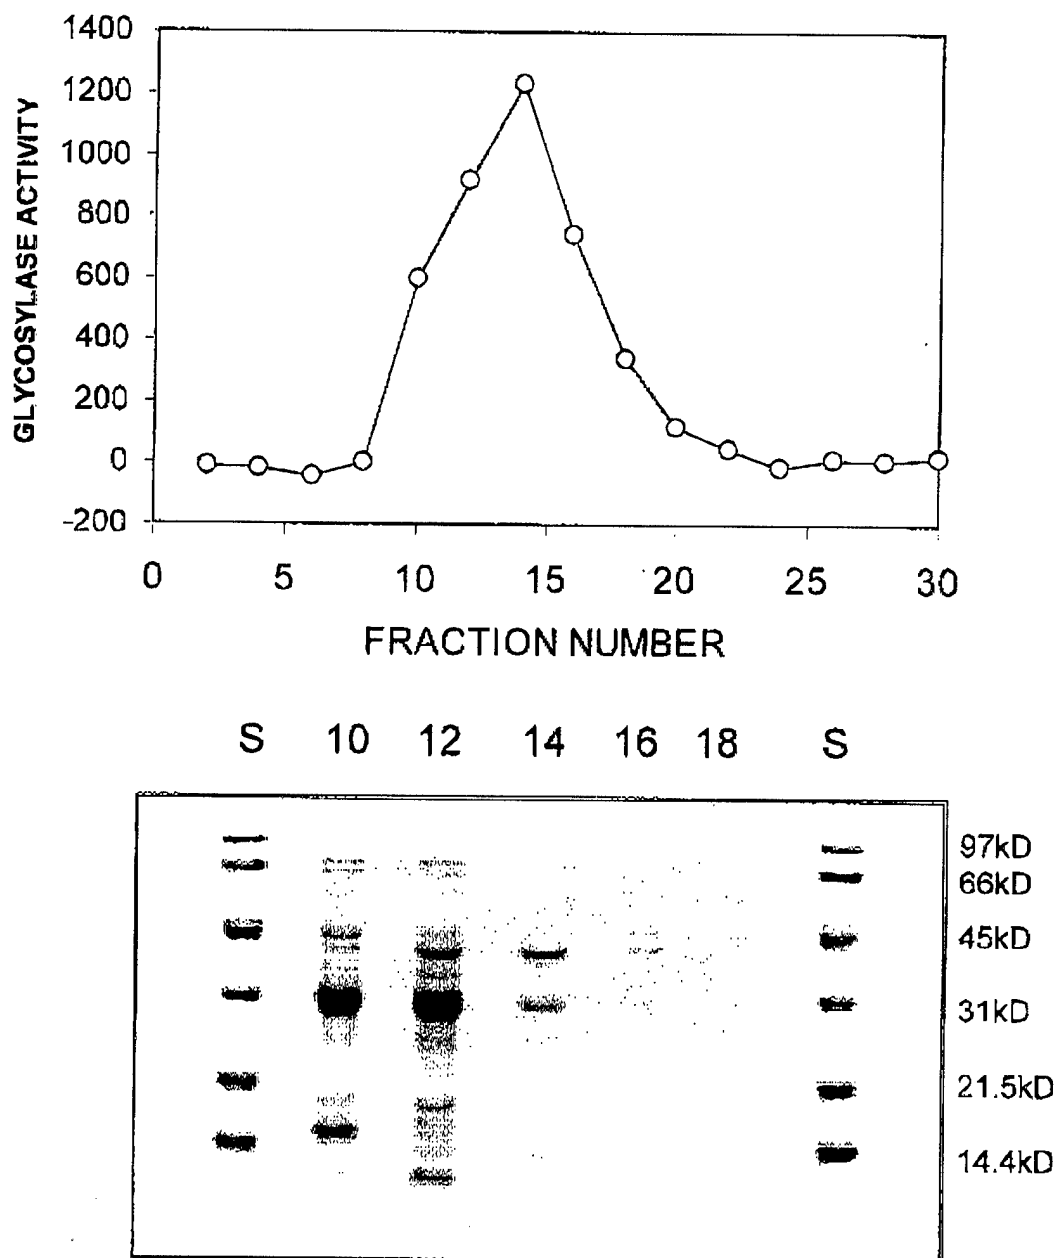 1400
1200
1000
800
600
400
200
0
-200
GLYCOSYLASE ACTIVITY
0 5 10 15 20 25 30
FRACTION NUMBER
S 10 12 14 16 18 S
97kD
66kD
45kD
31kD
21.5kD
14.4kD